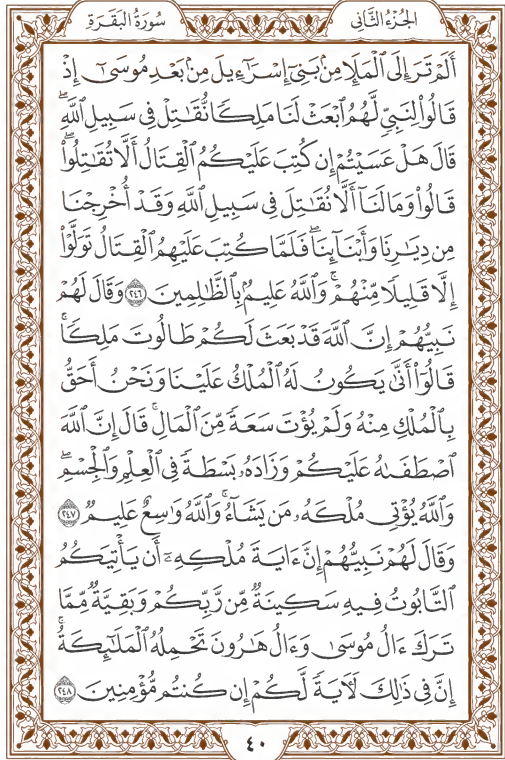 الجُزْءُ الثَّانِي سُورَةُ البَقَرَةِ
أَلَمْ تَرَ إِلَى ٱلْمَلَإِ مِنۢ بَنِىٓ إِسْرَٰٓءِيلَ مِنۢ بَعْدِ مُوسَىٰٓ إِذْ
قَالُوا۟ لِنَبِىٍّ لَّهُمُ ٱبْعَثْ لَنَا مَلِكًا نُّقَٰتِلْ فِى سَبِيلِ ٱللَّهِ ۖ
قَالَ هَلْ عَسَيْتُمْ إِن كُتِبَ عَلَيْكُمُ ٱلْقِتَالُ أَلَّا تُقَٰتِلُوا۟ ۖ
قَالُوا۟ وَمَا لَنَآ أَلَّا نُقَٰتِلَ فِى سَبِيلِ ٱللَّهِ وَقَدْ أُخْرِجْنَا
مِن دِيَٰرِنَا وَأَبْنَآئِنَا ۖ فَلَمَّا كُتِبَ عَلَيْهِمُ ٱلْقِتَالُ تَوَلَّوْا۟
إِلَّا قَلِيلًا مِّنْهُمْ ۗ وَٱللَّهُ عَلِيمٌۢ بِٱلظَّٰلِمِينَ ٢٤٦ وَقَالَ لَهُمْ
نَبِيُّهُمْ إِنَّ ٱللَّهَ قَدْ بَعَثَ لَكُمْ طَالُوتَ مَلِكًا ۚ
قَالُوٓا۟ أَنَّىٰ يَكُونُ لَهُ ٱلْمُلْكُ عَلَيْنَا وَنَحْنُ أَحَقُّ
بِٱلْمُلْكِ مِنْهُ وَلَمْ يُؤْتَ سَعَةً مِّنَ ٱلْمَالِ ۚ قَالَ إِنَّ ٱللَّهَ
ٱصْطَفَىٰهُ عَلَيْكُمْ وَزَادَهُۥ بَسْطَةً فِى ٱلْعِلْمِ وَٱلْجِسْمِ ۖ
وَٱللَّهُ يُؤْتِى مُلْكَهُۥ مَن يَشَآءُ ۚ وَٱللَّهُ وَٰسِعٌ عَلِيمٌ ٢٤٧
وَقَالَ لَهُمْ نَبِيُّهُمْ إِنَّ ءَايَةَ مُلْكِهِۦٓ أَن يَأْتِيَكُمُ
ٱلتَّابُوتُ فِيهِ سَكِينَةٌ مِّن رَّبِّكُمْ وَبَقِيَّةٌ مِّمَّا
تَرَكَ ءَالُ مُوسَىٰ وَءَالُ هَٰرُونَ تَحْمِلُهُ ٱلْمَلَٰٓئِكَةُ ۚ
إِنَّ فِى ذَٰلِكَ لَءَايَةً لَّكُمْ إِن كُنتُم مُّؤْمِنِينَ ٢٤٨
٤٠